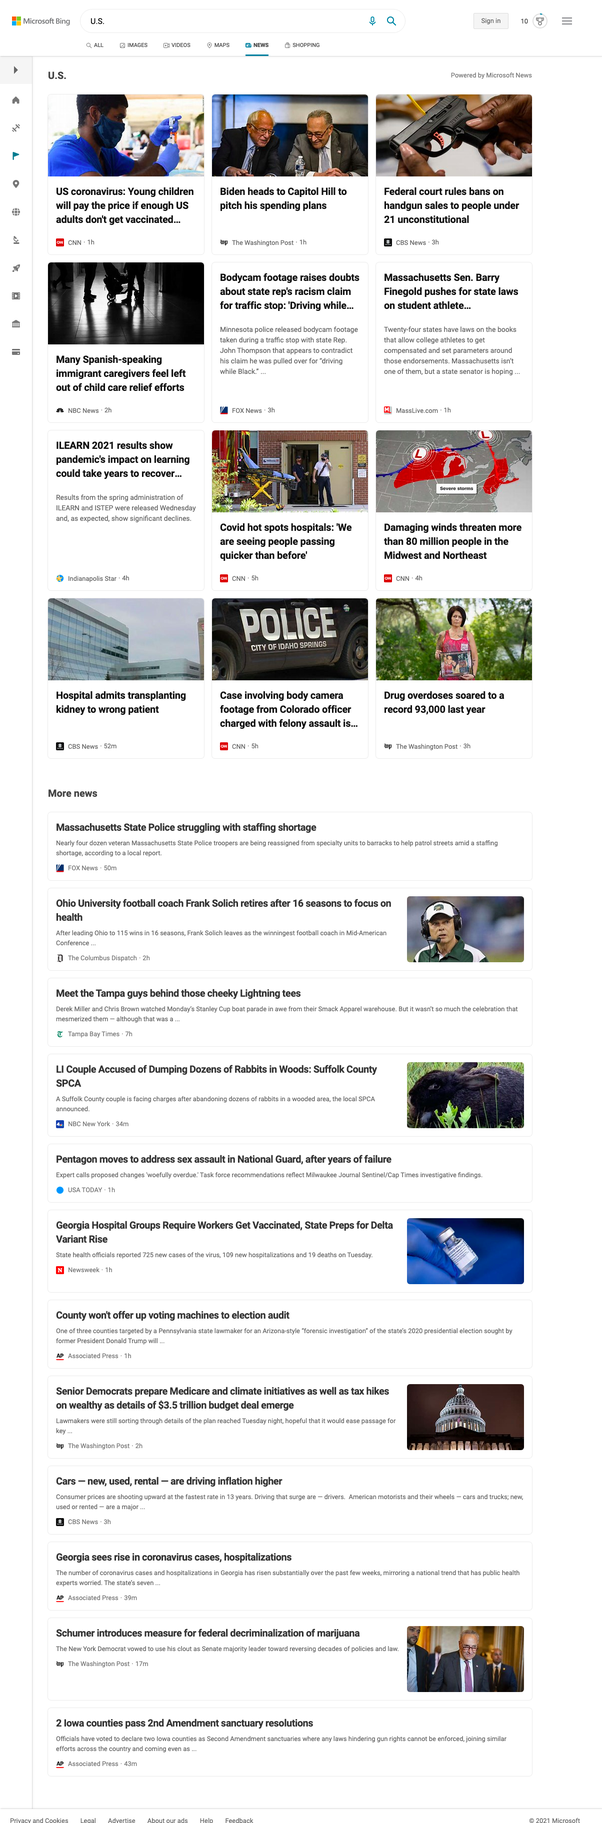 Microsoft Bing
U.S.
Sign in
10
ALL
IMAGES
VIDEOS
MAPS
NEWS
SHOPPING
U.S.
Powered by Microsoft News
US coronavirus: Young children
will pay the price if enough US
adults don't get vaccinated...
CNN · 1h
Biden heads to Capitol Hill to
pitch his spending plans
wp The Washington Post · 1h
Federal court rules bans on
handgun sales to people under
21 unconstitutional
CBS News · 3h
Many Spanish-speaking
immigrant caregivers feel left
out of child care relief efforts
NBC News · 2h
Bodycam footage raises doubts
about state rep's racism claim
for traffic stop: 'Driving while...
Minnesota police released bodycam footage
taken during a traffic stop with state Rep.
John Thompson that appears to contradict
his claim he was pulled over for "driving
while Black." ...
FOX News · 3h
Massachusetts Sen. Barry
Finegold pushes for state laws
on student athlete...
Twenty-four states have laws on the books
that allow college athletes to get
compensated and set parameters around
those endorsements. Massachusetts isn't
one of them, but a state senator is hoping ...
MassLive.com · 1h
ILEARN 2021 results show
pandemic's impact on learning
could take years to recover...
Results from the spring administration of
ILEARN and ISTEP were released Wednesday
and, as expected, show significant declines.
Indianapolis Star · 4h
Covid hot spots hospitals: 'We
are seeing people passing
quicker than before'
CNN · 5h
L
L
Severe storms
Damaging winds threaten more
than 80 million people in the
Midwest and Northeast
CNN · 4h
Hospital admits transplanting
kidney to wrong patient
CBS News · 52m
POLICE
CITY OF IDAHO SPRINGS
Case involving body camera
footage from Colorado officer
charged with felony assault is...
CNN · 5h
Drug overdoses soared to a
record 93,000 last year
wp The Washington Post · 3h
More news
Massachusetts State Police struggling with staffing shortage
Nearly four dozen veteran Massachusetts State Police troopers are being reassigned from specialty units to barracks to help patrol streets amid a staffing
shortage, according to a local report.
FOX News · 50m
Ohio University football coach Frank Solich retires after 16 seasons to focus on
health
After leading Ohio to 115 wins in 16 seasons, Frank Solich leaves as the winningest football coach in Mid-American
Conference ...
The Columbus Dispatch · 2h
Meet the Tampa guys behind those cheeky Lightning tees
Derek Miller and Chris Brown watched Monday's Stanley Cup boat parade in awe from their Smack Apparel warehouse. But it wasn't so much the celebration that
mesmerized them — although that was a ...
Tampa Bay Times · 7h
LI Couple Accused of Dumping Dozens of Rabbits in Woods: Suffolk County
SPCA
A Suffolk County couple is facing charges after abandoning dozens of rabbits in a wooded area, the local SPCA
announced.
NBC New York · 34m
Pentagon moves to address sex assault in National Guard, after years of failure
Expert calls proposed changes 'woefully overdue.' Task force recommendations reflect Milwaukee Journal Sentinel/Cap Times investigative findings.
USA TODAY · 1h
Georgia Hospital Groups Require Workers Get Vaccinated, State Preps for Delta
Variant Rise
State health officials reported 725 new cases of the virus, 109 new hospitalizations and 19 deaths on Tuesday.
N Newsweek · 1h
County won't offer up voting machines to election audit
One of three counties targeted by a Pennsylvania state lawmaker for an Arizona-style "forensic investigation" of the state's 2020 presidential election sought by
former President Donald Trump will ...
AP Associated Press · 1h
Senior Democrats prepare Medicare and climate initiatives as well as tax hikes
on wealthy as details of $3.5 trillion budget deal emerge
Lawmakers were still sorting through details of the plan reached Tuesday night, hopeful that it would ease passage for
key ...
wp The Washington Post · 2h
Cars — new, used, rental — are driving inflation higher
Consumer prices are shooting upward at the fastest rate in 13 years. Driving that surge are — drivers. American motorists and their wheels — cars and trucks; new,
used or rented — are a major ...
CBS News · 3h
Georgia sees rise in coronavirus cases, hospitalizations
The number of coronavirus cases and hospitalizations in Georgia has risen substantially over the past few weeks, mirroring a national trend that has public health
experts worried. The state's seven ...
AP Associated Press · 39m
Schumer introduces measure for federal decriminalization of marijuana
The New York Democrat vowed to use his clout as Senate majority leader toward reversing decades of policies and law.
wp The Washington Post · 17m
2 Iowa counties pass 2nd Amendment sanctuary resolutions
Officials have voted to declare two Iowa counties as Second Amendment sanctuaries where any laws hindering gun rights cannot be enforced, joining similar
efforts across the country and coming even as ...
AP Associated Press · 43m
Privacy and Cookies
Legal
Advertise
About our ads
Help
Feedback
© 2021 Microsoft